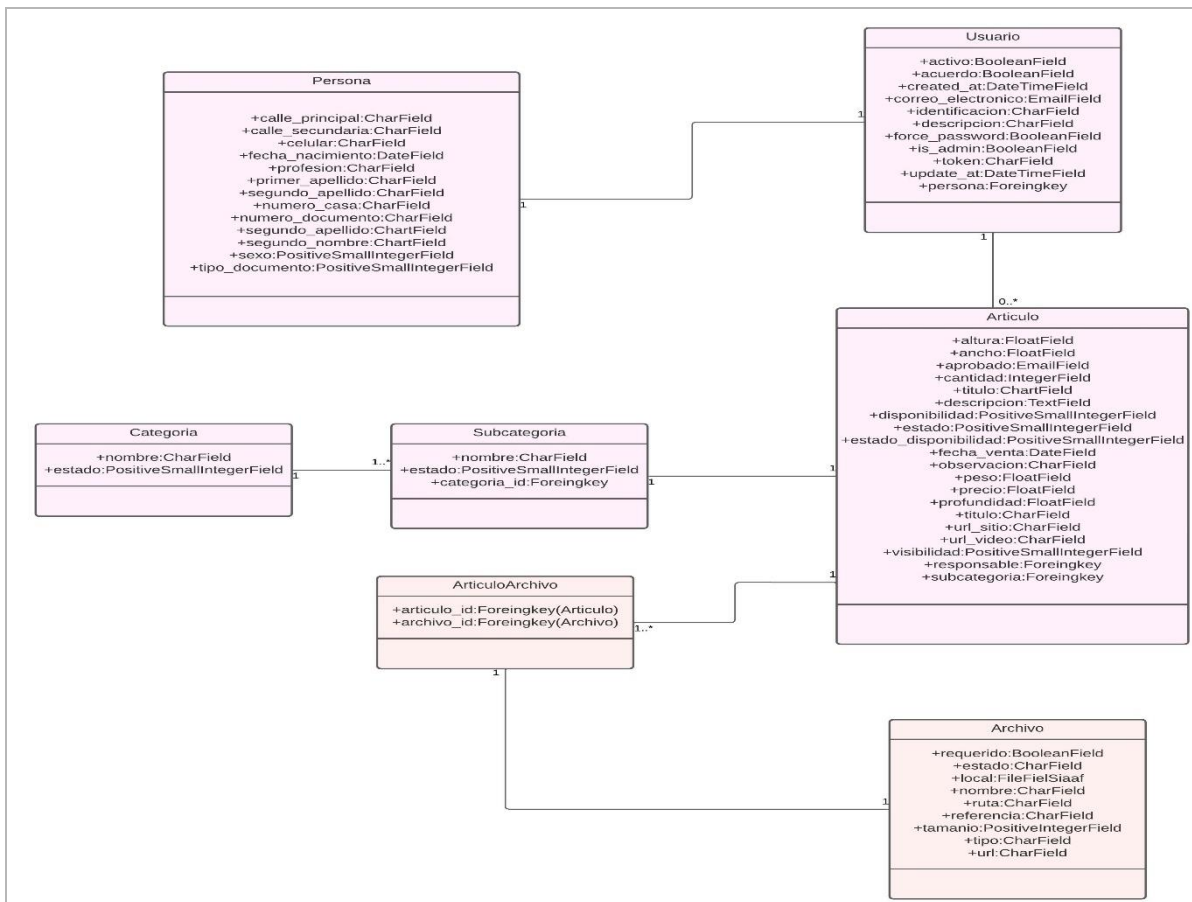 Usuario
+activo:BooleanField
+acuerdo:BooleanField
+created_at:DateTimeField
+correo_electronico:EmailField
+identificacion:CharField
+descripcion:CharField
+force_password:BooleanField
+is_admin:BooleanField
+token:CharField
+update_at:DateTimeField
+persona:Foreingkey
Persona
+calle_principal:CharField
+calle_secundaria:CharField
+celular:CharField
+fecha_nacimiento:DateField
+profesion:CharField
+primer_apellido:CharField
+segundo_apellido:CharField
+numero_casa:CharField
+numero_documento:CharField
+segundo_apellido:ChartField
+segundo_nombre:ChartField
+sexo:PositiveSmallIntegerField
+tipo_documento:PositiveSmallIntegerField
1
1
1
0..*
Articulo
+altura:FloatField
+ancho:FloatField
+aprobado:EmailField
+cantidad:IntegerField
+titulo:ChartField
+descripcion:TextField
+disponibilidad:PositiveSmallIntegerField
+estado:PositiveSmallIntegerField
+estado_disponibilidad:PositiveSmallIntegerField
+fecha_venta:DateField
+observacion:CharField
+peso:FloatField
+precio:FloatField
+profundidad:FloatField
+titulo:CharField
+url_sitio:CharField
+url_video:CharField
+visibilidad:PositiveSmallIntegerField
+responsable:Foreingkey
+subcategoria:Foreingkey
Categoria
+nombre:CharField
+estado:PositiveSmallIntegerField
1
1..*
Subcategoria
+nombre:CharField
+estado:PositiveSmallIntegerField
+categoria_id:Foreingkey
1
1
ArticuloArchivo
+articulo_id:Foreingkey(Articulo)
+archivo_id:Foreingkey(Archivo)
1..*
1
1
1
Archivo
+requerido:BooleanField
+estado:CharField
+local:FileFielSiaaf
+nombre:CharField
+ruta:CharField
+referencia:CharField
+tamanio:PositiveIntegerField
+tipo:CharField
+url:CharField